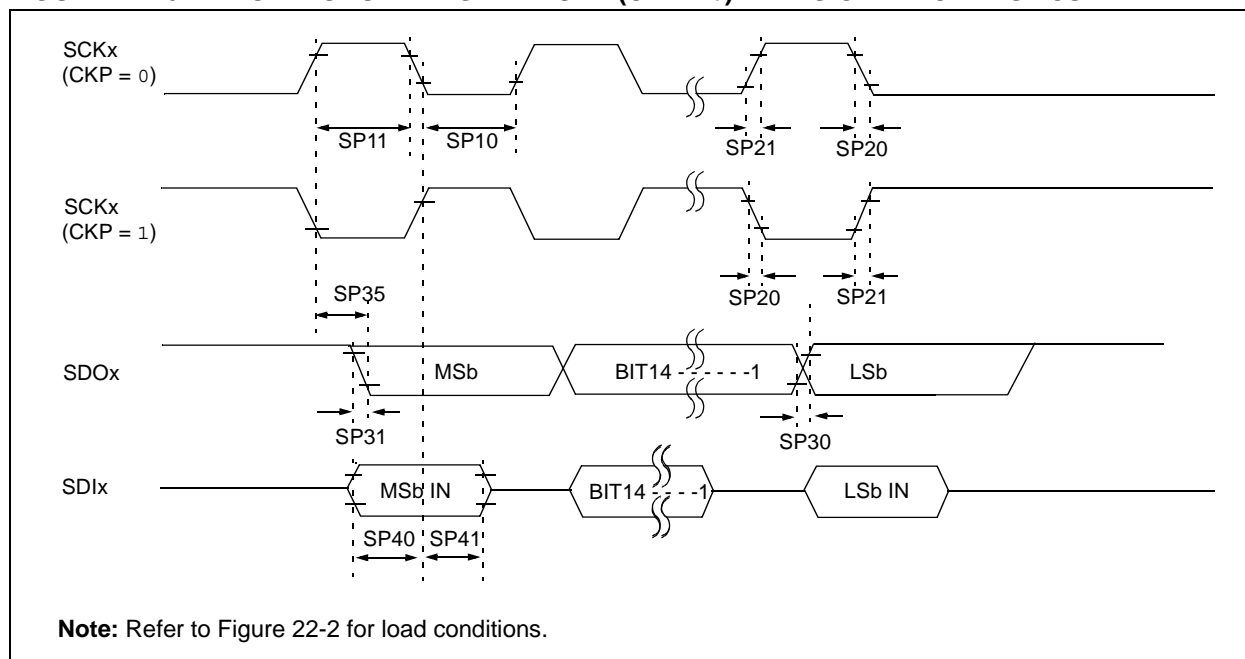 SCKx
(CKP = 0)
SP11
SP10
SP21
SP20
SCKx
(CKP = 1)
SP35
SP20
SP21
SDOx
MSb
BIT14 - - - - - - -1
LSb
SP31
SP30
SDIx
MSb IN
BIT14 - - - -1
LSb IN
SP40
SP41
Note: Refer to Figure 22-2 for load conditions.